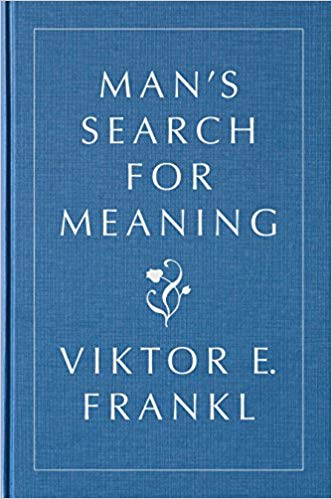 MAN'S
SEARCH
FOR
MEANING
VIKTOR E.
FRANKL